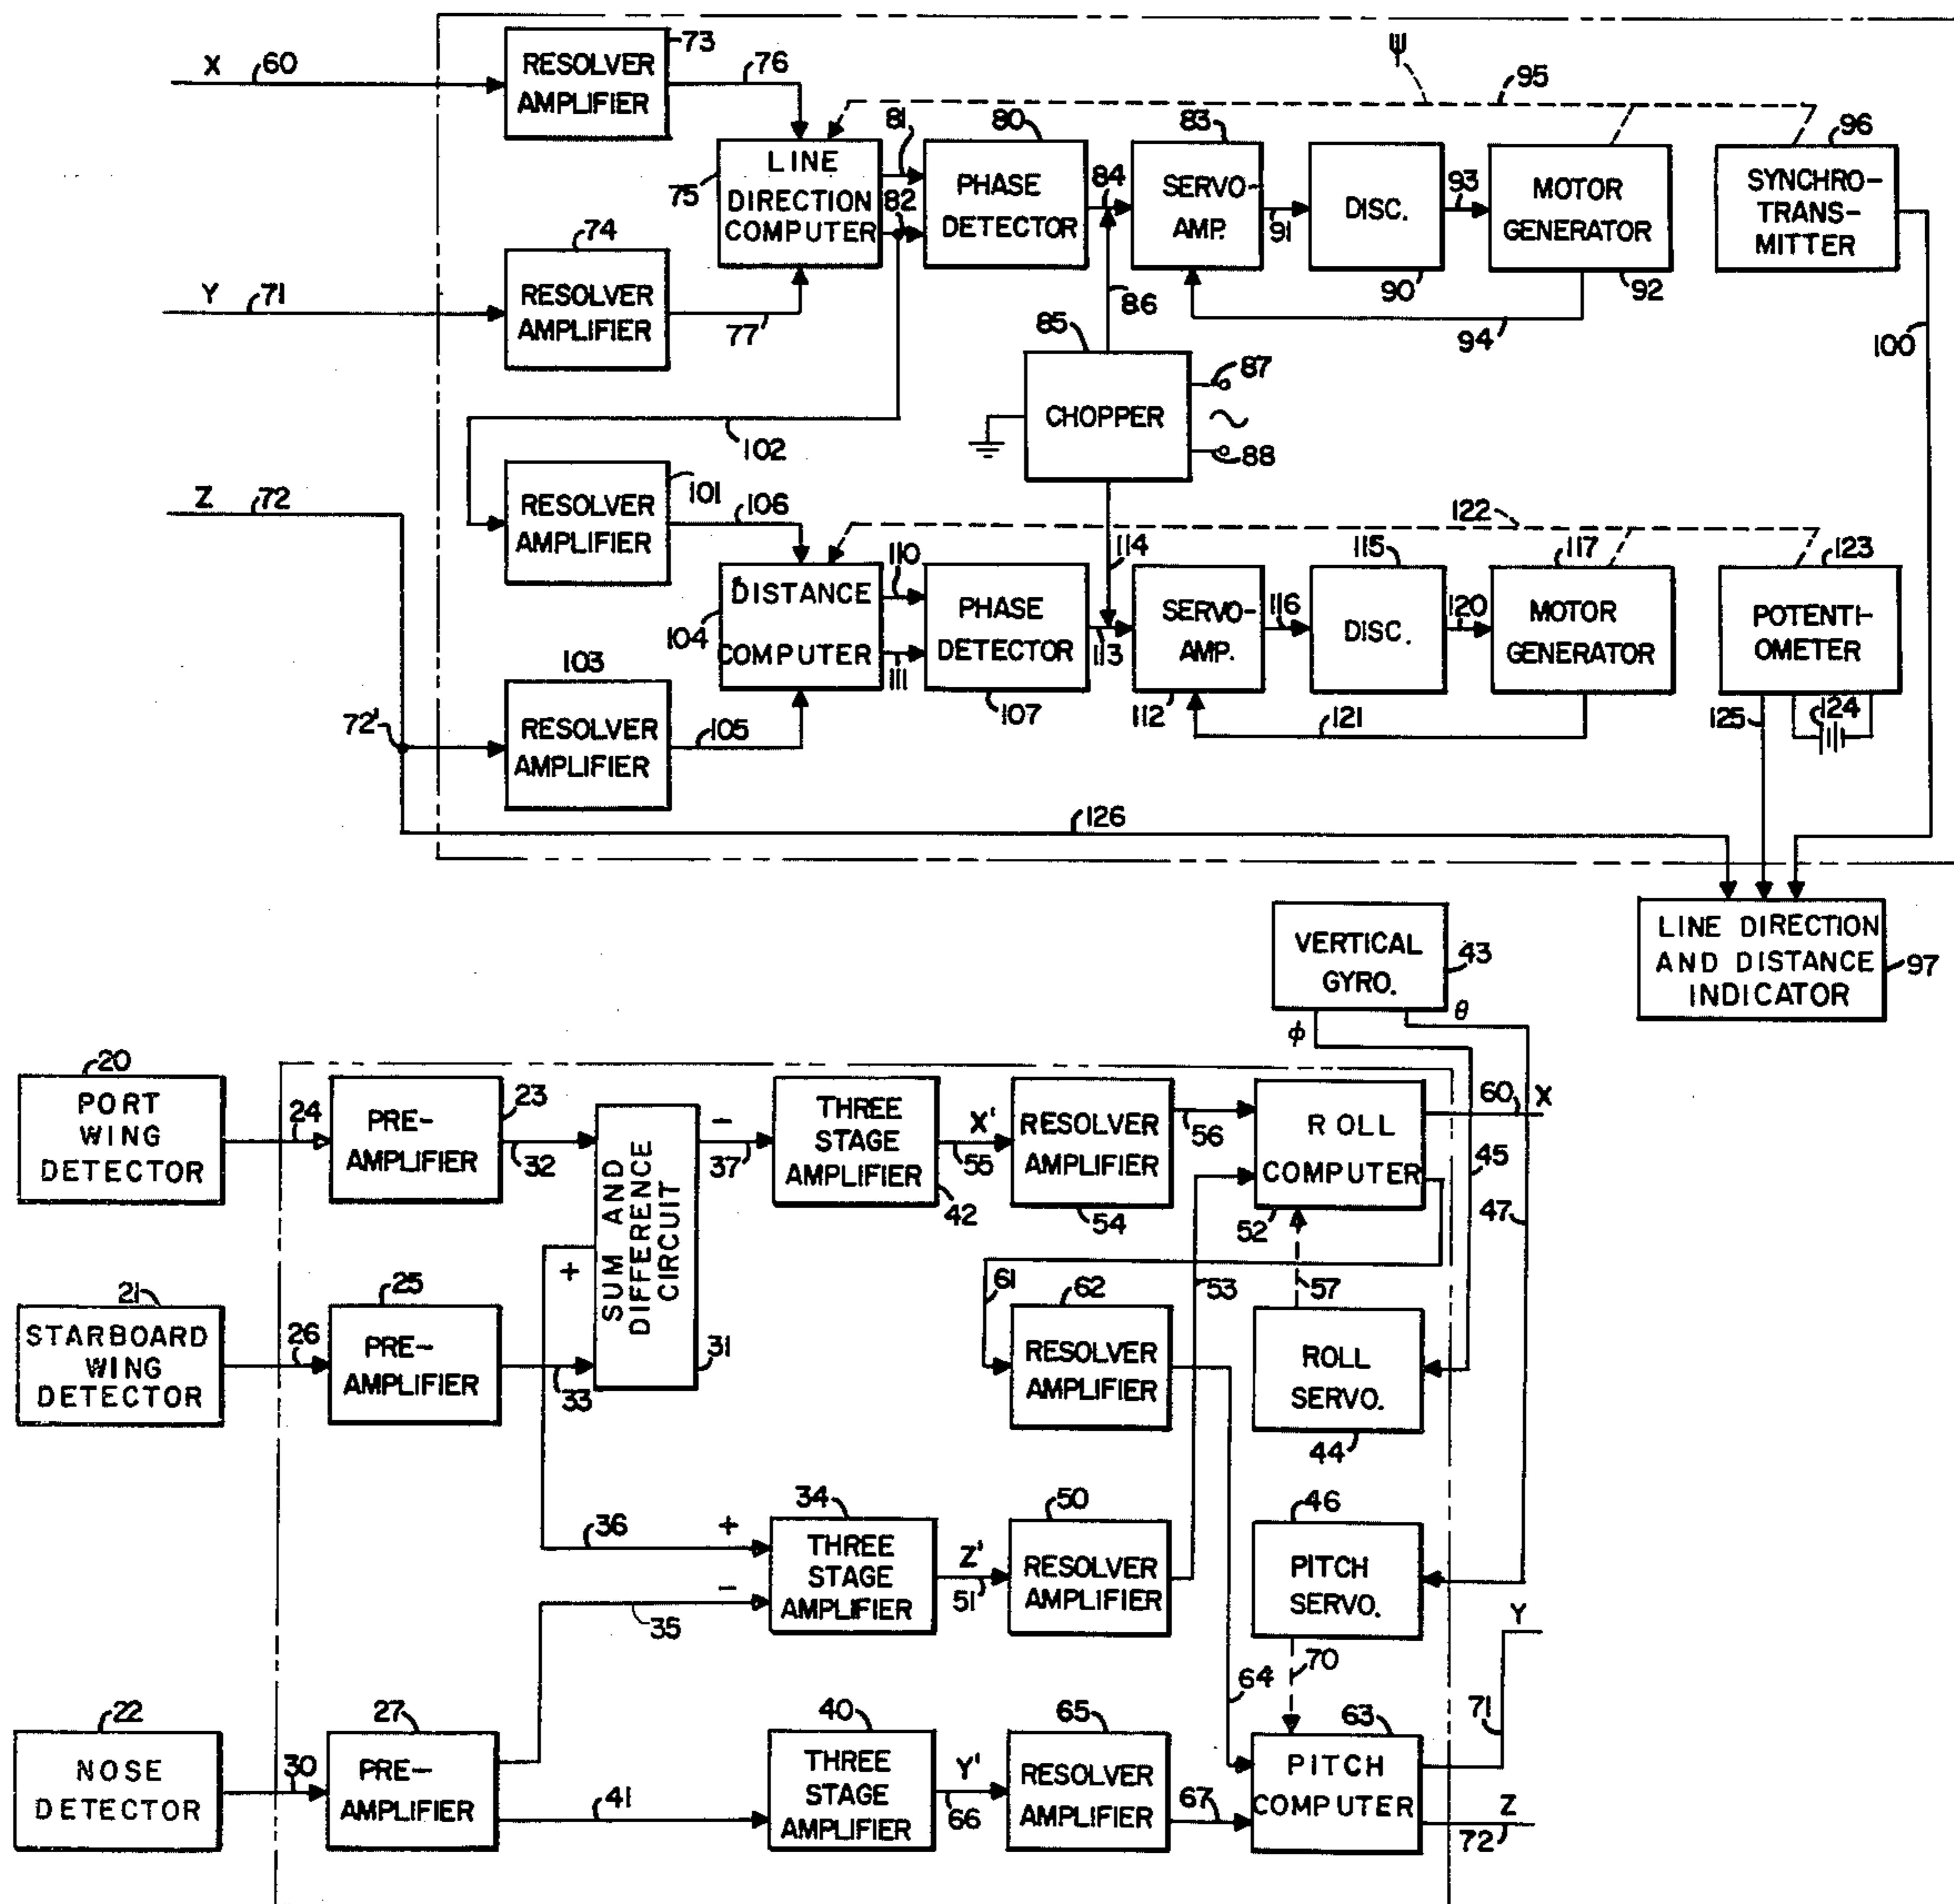 73
X 60
RESOLVER
AMPLIFIER
76
Ψ
95
81
80
83
96
75
LINE
DIRECTION
COMPUTER
82
PHASE
DETECTOR
84
SERVO-
AMP.
91
DISC.
93
MOTOR
GENERATOR
SYNCHRO-
TRANS-
MITTER
74
Y 71
RESOLVER
AMPLIFIER
77
86
90
92
94
100
85
CHOPPER
87
~
88
102
Z 72
RESOLVER
AMPLIFIER
101
106
122
114
110
115
117
123
104
DISTANCE
COMPUTER
111
PHASE
DETECTOR
113
SERVO-
AMP.
116
DISC.
120
MOTOR
GENERATOR
POTENTI-
OMETER
103
72'
RESOLVER
AMPLIFIER
105
107
112
121
125
124
126
VERTICAL
GYRO.
43
LINE DIRECTION
AND DISTANCE
INDICATOR
97
φ
θ
20
PORT
WING
DETECTOR
24
PRE-
AMPLIFIER
23
32
SUM AND
DIFFERENCE
CIRCUIT
-
37
THREE
STAGE
AMPLIFIER
42
X'
55
RESOLVER
AMPLIFIER
54
56
ROLL
COMPUTER
52
60 X
45
47
+
21
STARBOARD
WING
DETECTOR
26
25
PRE-
AMPLIFIER
33
31
61
62
RESOLVER
AMPLIFIER
53
57
ROLL
SERVO.
44
36
+
-
35
34
THREE
STAGE
AMPLIFIER
Z'
51
50
RESOLVER
AMPLIFIER
46
PITCH
SERVO.
Y
70
64
71
22
NOSE
DETECTOR
30
27
PRE-
AMPLIFIER
41
40
THREE
STAGE
AMPLIFIER
Y'
66
65
RESOLVER
AMPLIFIER
67
63
PITCH
COMPUTER
Z
72